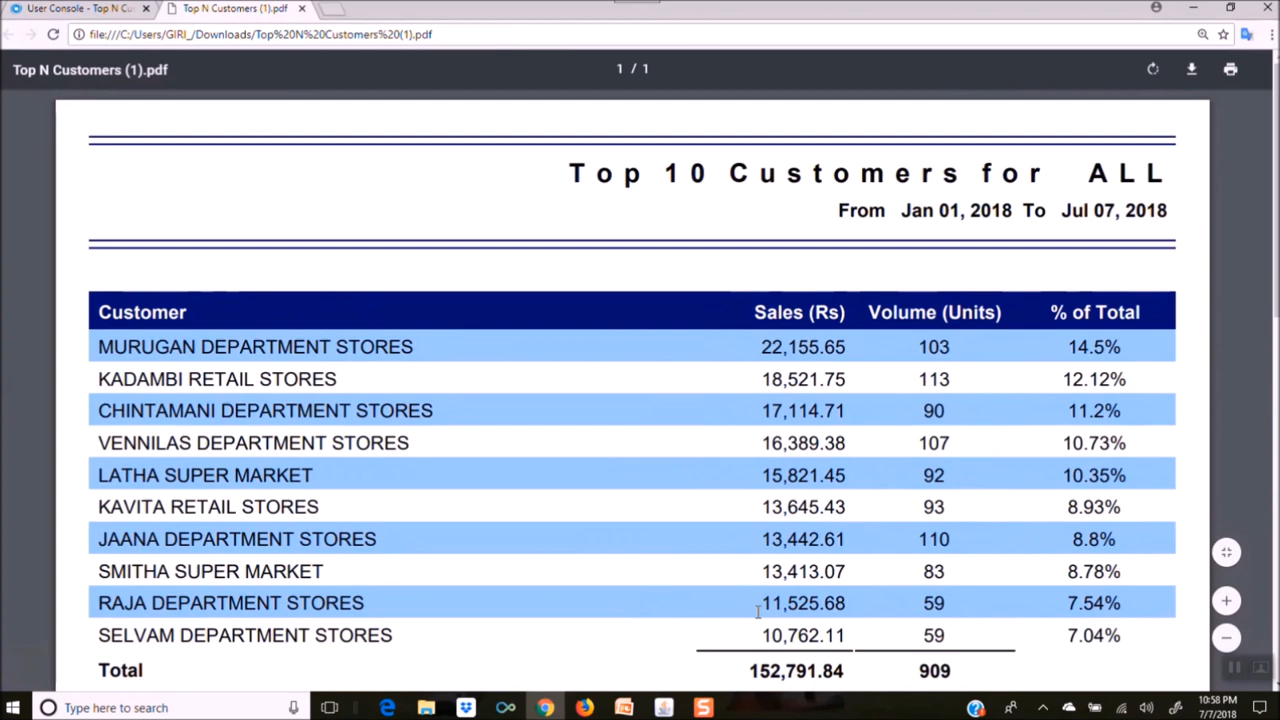 User Console - Top N Cu
Top N Customers (1).pdf
file:///C:/Users/GIRI_/Downloads/Top%20N%20Customers%20(1).pdf
Top N Customers (1).pdf
1 / 1
Top 10 Customers for ALL
From Jan 01, 2018 To Jul 07, 2018
Customer Sales (Rs) Volume (Units) % of Total
MURUGAN DEPARTMENT STORES 22,155.65 103 14.5%
KADAMBI RETAIL STORES 18,521.75 113 12.12%
CHINTAMANI DEPARTMENT STORES 17,114.71 90 11.2%
VENNILAS DEPARTMENT STORES 16,389.38 107 10.73%
LATHA SUPER MARKET 15,821.45 92 10.35%
KAVITA RETAIL STORES 13,645.43 93 8.93%
JAANA DEPARTMENT STORES 13,442.61 110 8.8%
SMITHA SUPER MARKET 13,413.07 83 8.78%
RAJA DEPARTMENT STORES 11,525.68 59 7.54%
SELVAM DEPARTMENT STORES 10,762.11 59 7.04%
Total 152,791.84 909
Type here to search
10:58 PM
7/7/2018